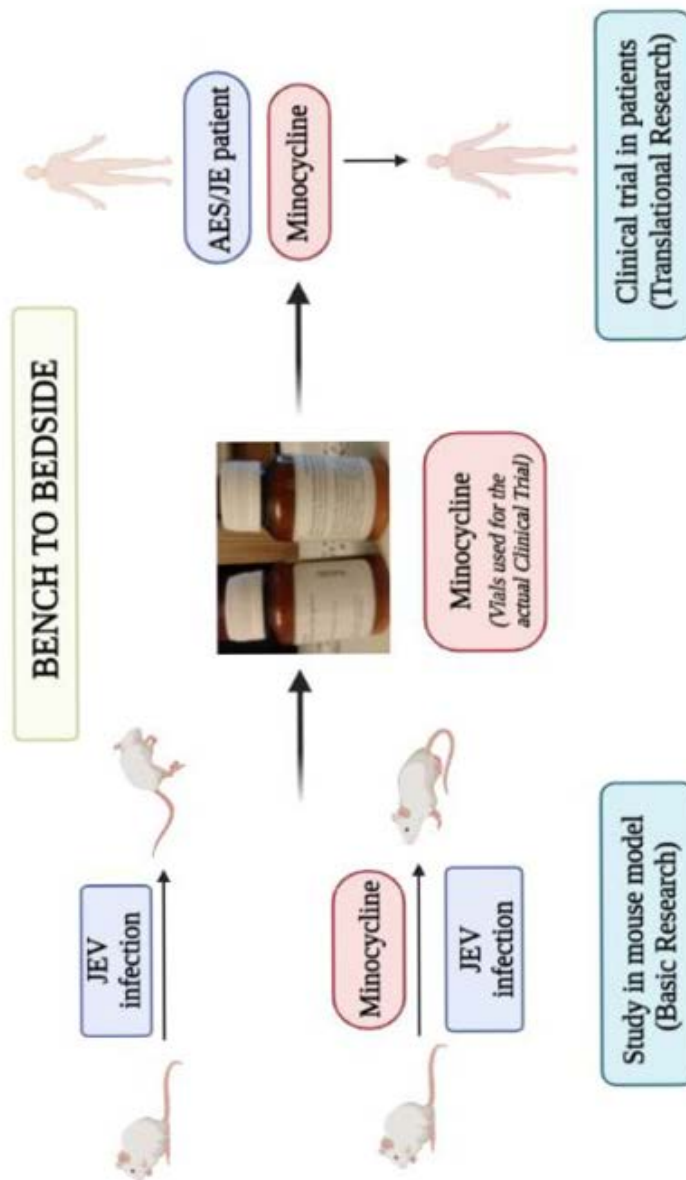 BENCH TO BEDSIDE
JEV
infection
Minocycline
JEV
infection
Study in mouse model
(Basic Research)
Minocycline
(Vials used for the
actual Clinical Trial)
AES/JE patient
Minocycline
Clinical trial in patients
(Translational Research)